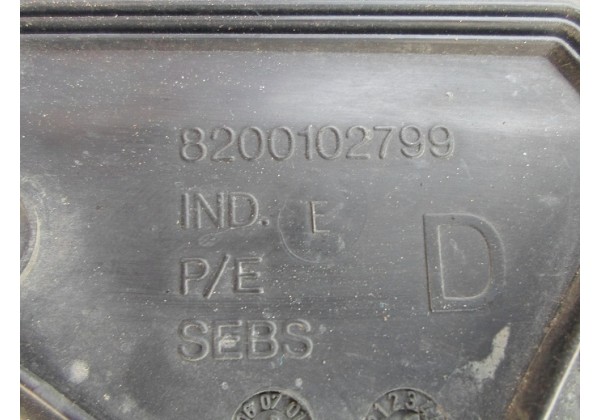 8200102799
IND. E
P/E
D
SEBS